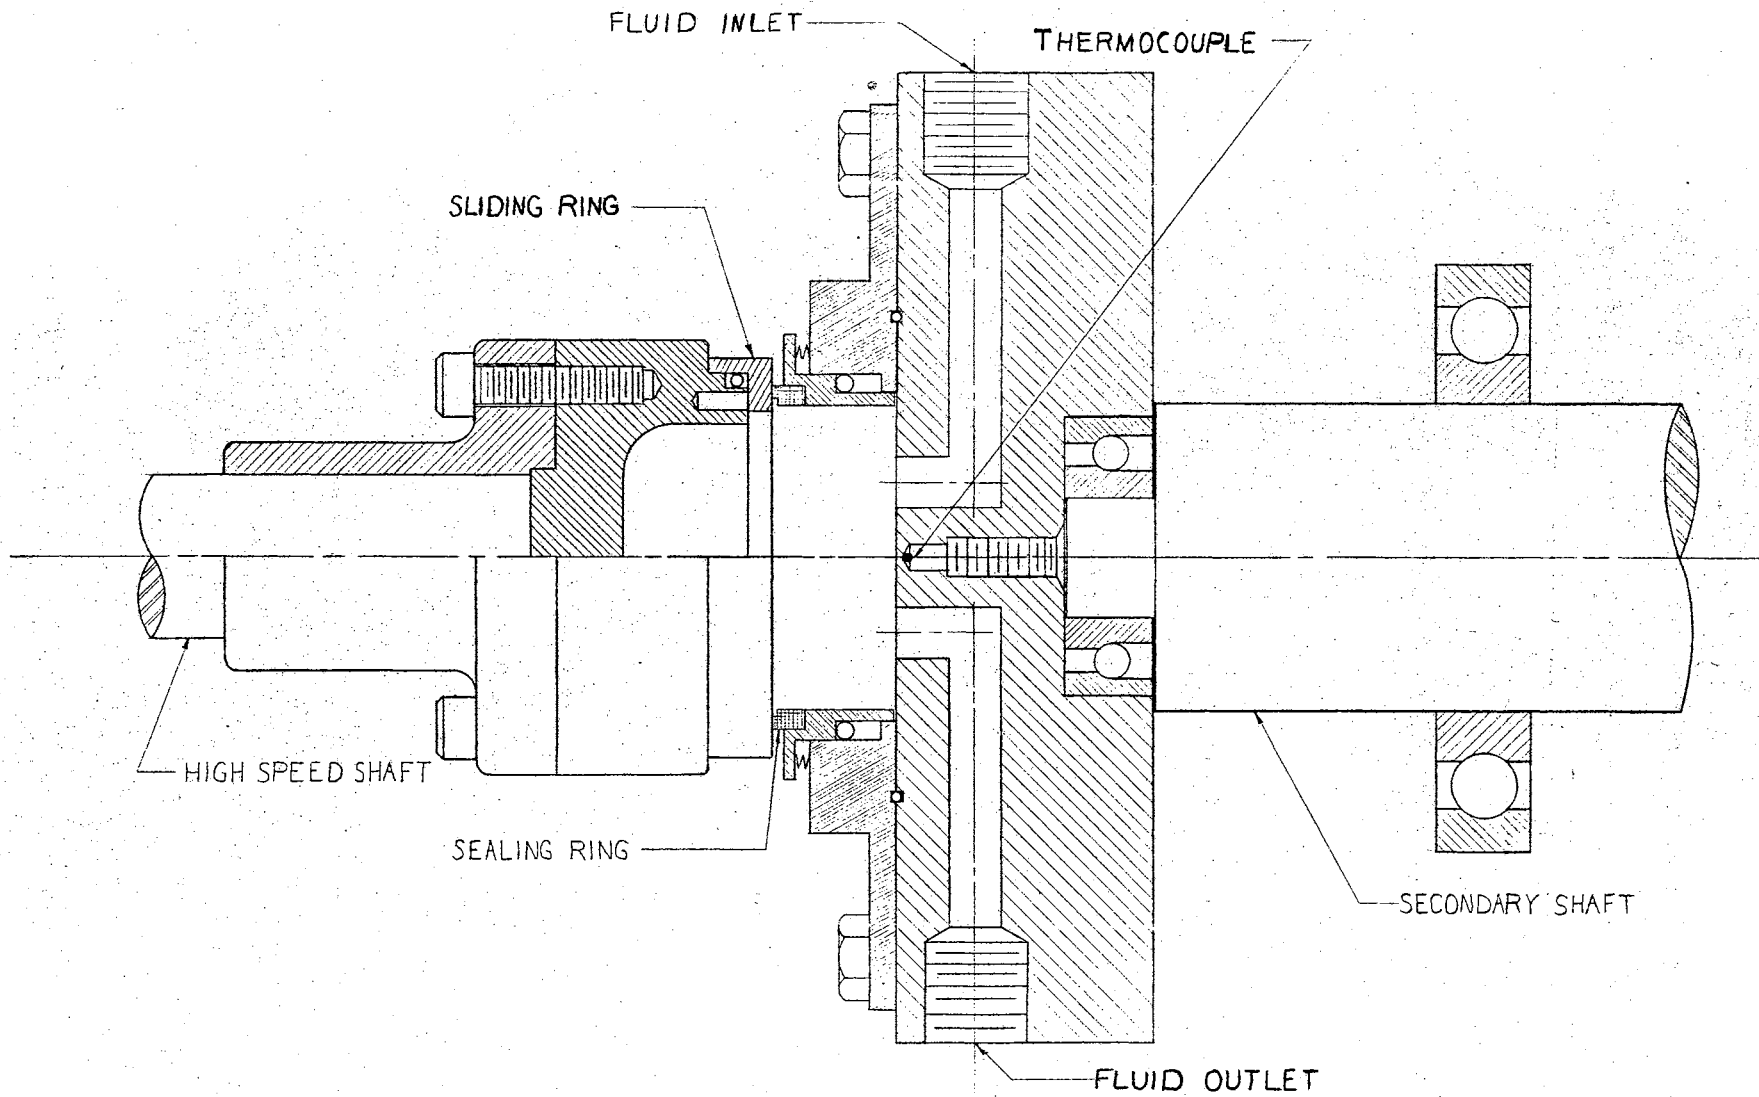 FLUID INLET
THERMOCOUPLE
SLIDING RING
HIGH SPEED SHAFT
SEALING RING
SECONDARY SHAFT
FLUID OUTLET